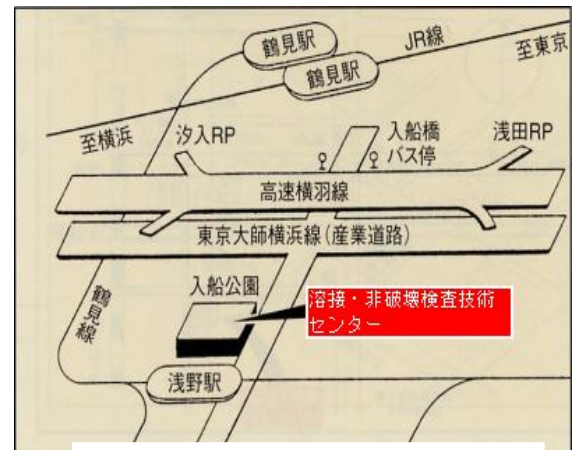 鶴見駅
JR線
至東京
鶴見駅
至横浜
汐入RP
入船橋
バス停
浅田RP
高速横羽線
東京大師横浜線(産業道路)
入船公園
溶接・非破壊検査技術
センター
鶴見線
浅野駅